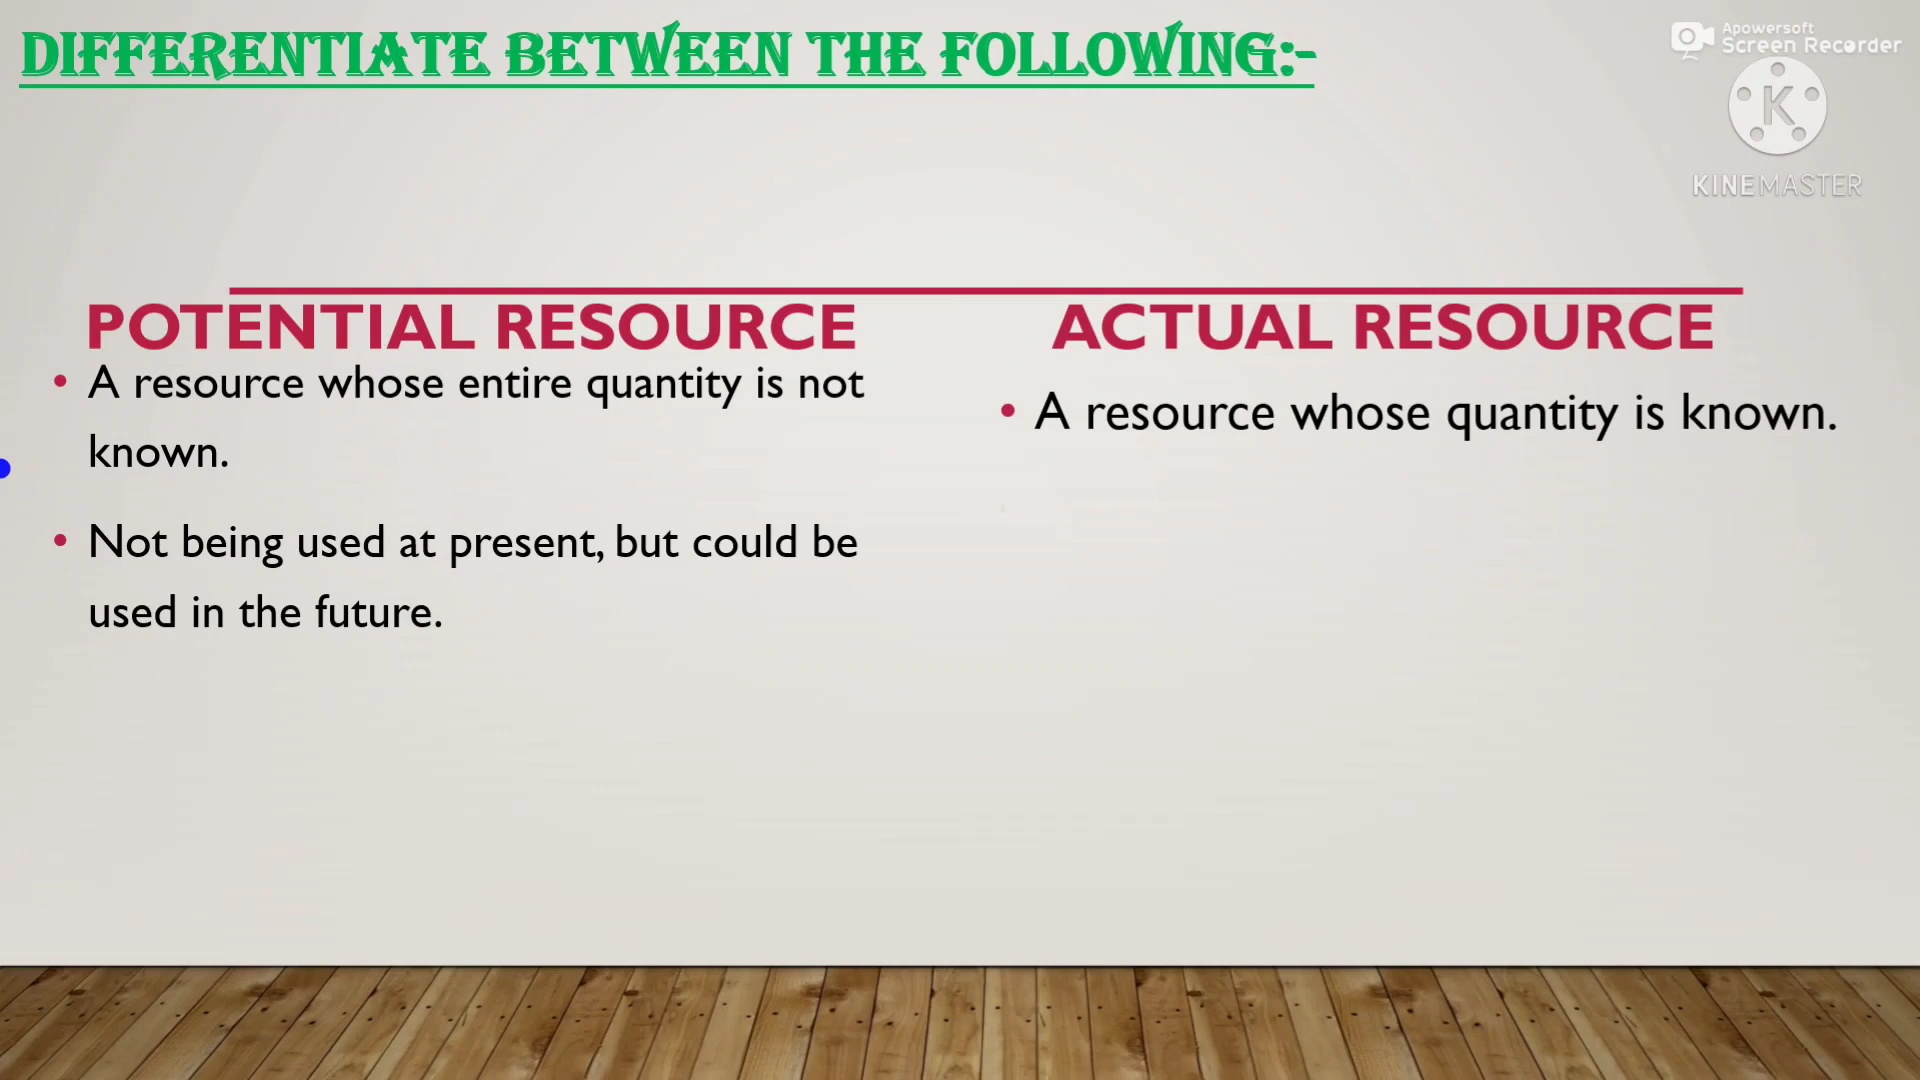 DIFFERENTIATE BETWEEN THE FOLLOWING:-
Apowersoft
Screen Recorder
K
KINEMASTER
POTENTIAL RESOURCE
• A resource whose entire quantity is not
known.
• Not being used at present, but could be
used in the future.
ACTUAL RESOURCE
• A resource whose quantity is known.